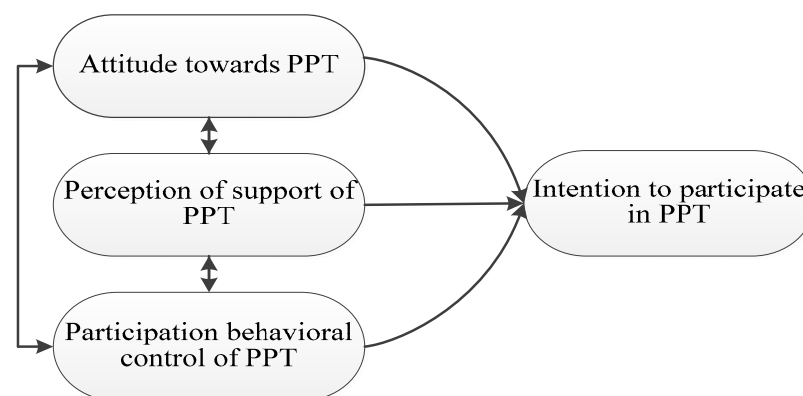 Attitude towards PPT
Perception of support of
PPT
Intention to participate
in PPT
Participation behavioral
control of PPT